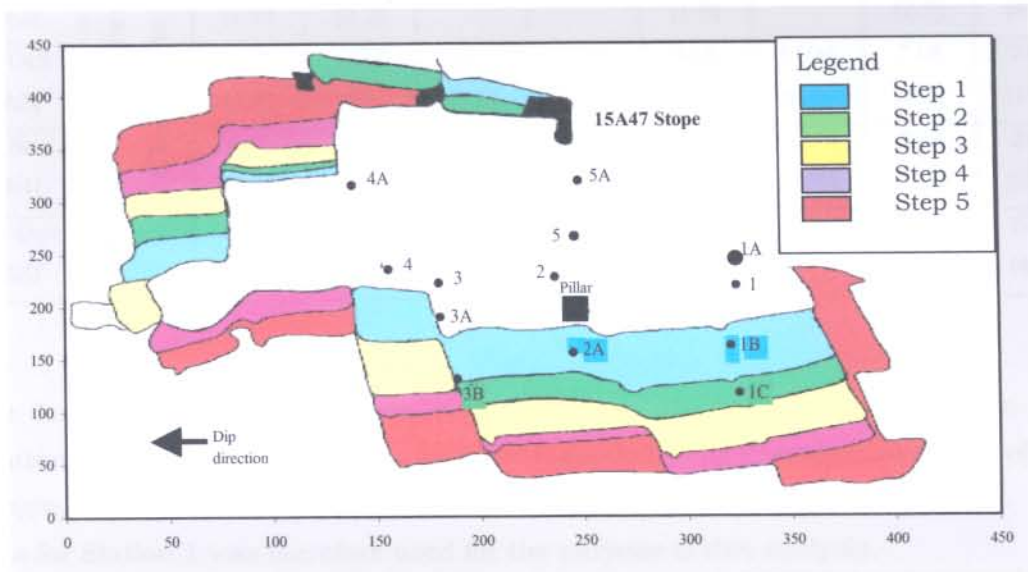 Legend
Step 1
Step 2
Step 3
Step 4
Step 5
15A47 Stope
450
400
350
300
250
200
150
100
50
0
4A
5A
5
1A
4
3
2
1
Pillar
3A
2A
1B
3B
1C
Dip
direction
0
50
100
150
200
250
300
350
400
450